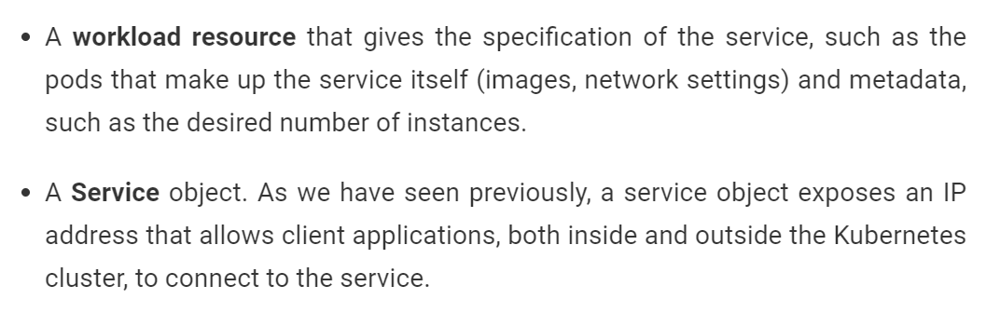 • A workload resource that gives the specification of the service, such as the
pods that make up the service itself (images, network settings) and metadata,
such as the desired number of instances.
• A Service object. As we have seen previously, a service object exposes an IP
address that allows client applications, both inside and outside the Kubernetes
cluster, to connect to the service.